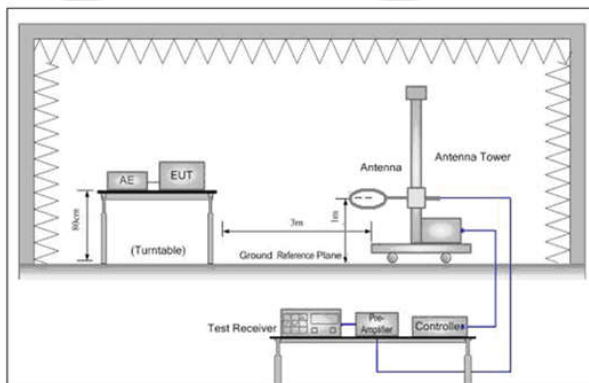 Antenna Tower
Antenna
AE
EUT
80cm
(Turntable)
3m
1m
Ground Reference Plane
Test Receiver
Pre-
Amplifier
Controller